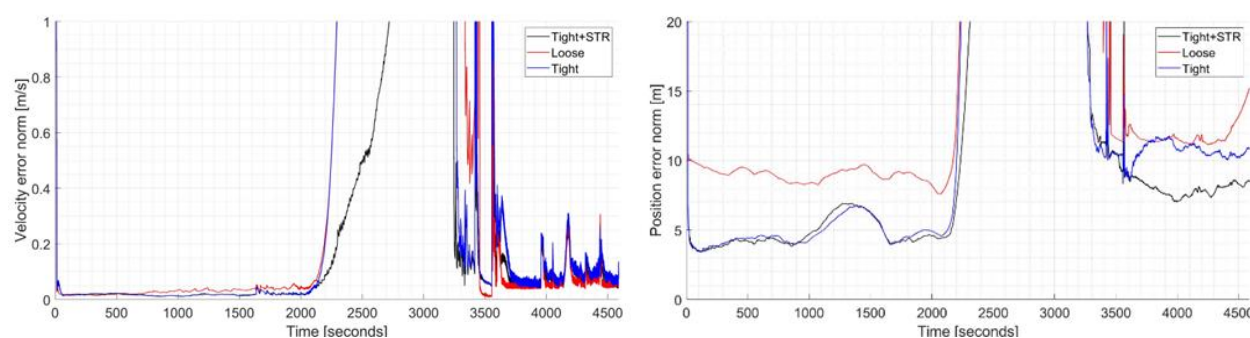 Velocity error norm [m/s]
1
0.8
0.6
0.4
0.2
0
0 500 1000 1500 2000 2500 3000 3500 4000 4500
Time [seconds]
Tight+STR
Loose
Tight
Position error norm [m]
20
15
10
5
0
0 500 1000 1500 2000 2500 3000 3500 4000 4500
Time [seconds]
Tight+STR
Loose
Tight